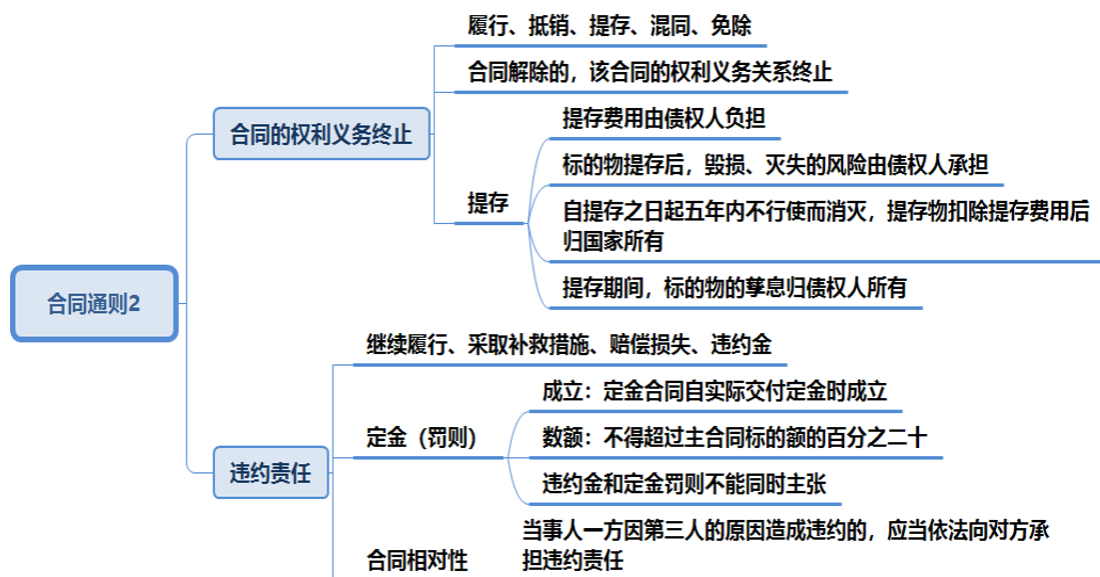 合同通则2
合同的权利义务终止
履行、抵销、提存、混同、免除
合同解除的，该合同的权利义务关系终止
提存
提存费用由债权人负担
标的物提存后，毁损、灭失的风险由债权人承担
自提存之日起五年内不行使而消灭，提存物扣除提存费用后
归国家所有
提存期间，标的物的孳息归债权人所有
违约责任
继续履行、采取补救措施、赔偿损失、违约金
定金（罚则）
成立：定金合同自实际交付定金时成立
数额：不得超过主合同标的额的百分之二十
违约金和定金罚则不能同时主张
合同相对性
当事人一方因第三人的原因造成违约的，应当依法向对方承
担违约责任